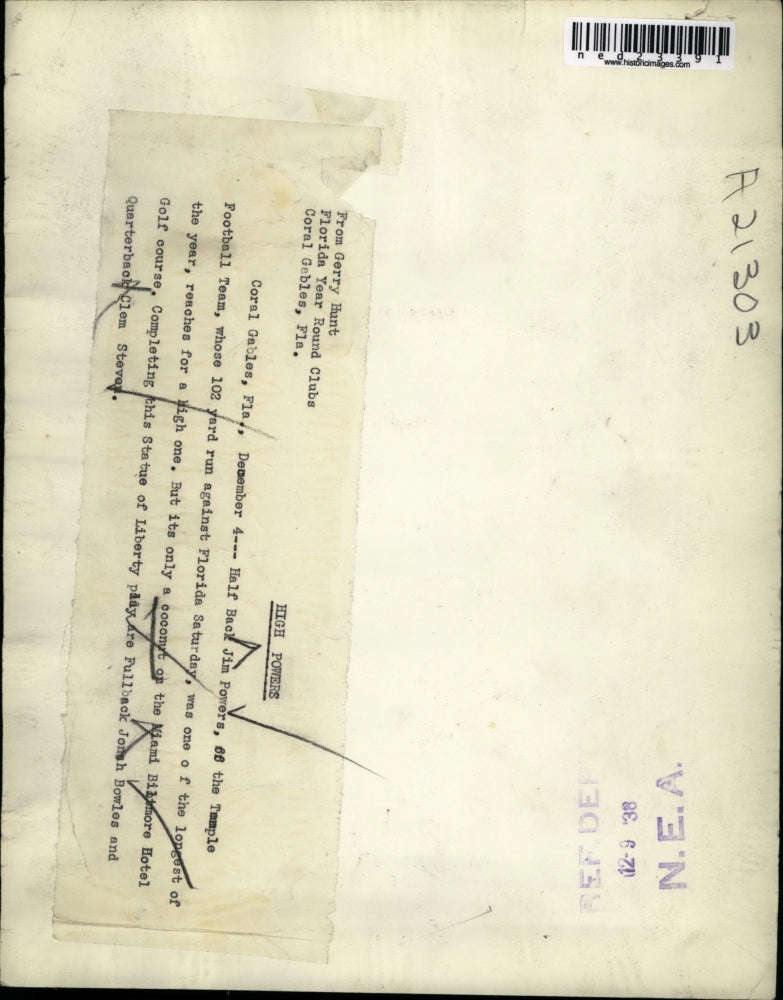 ned23391
www.historicimages.com
A21303
From Gerry Hunt
Florida Year Round Clubs
Coral Gables, Fla.
HIGH POWERS
Coral Gables, Fla., December 4--- Half Back Jim Powers, of the Temple
Football Team, whose 102 yard run against Florida Saturday, was one o f the longest of
the year, reaches for a high one. But its only a coconut on the Miami Biltmore Hotel
Golf course. Completing this Statue of Liberty play are Fullback Jonah Bowles and
Quarterback Clem Steven.
REF. DEP
12-9 '38
N.E.A.